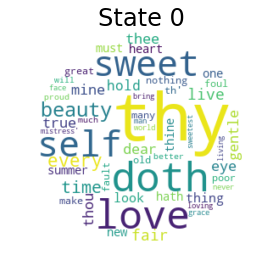 State 0
thee
must heart
sweet
great nothing one
will th' foul
face mine hold live
proud bring
beauty many thy
true much man
world
mistress' thine sweetest
self gentle
every dear living
old better eye
summer doth poor
time fault look hath thing never
thou love loving
make grace
new fair